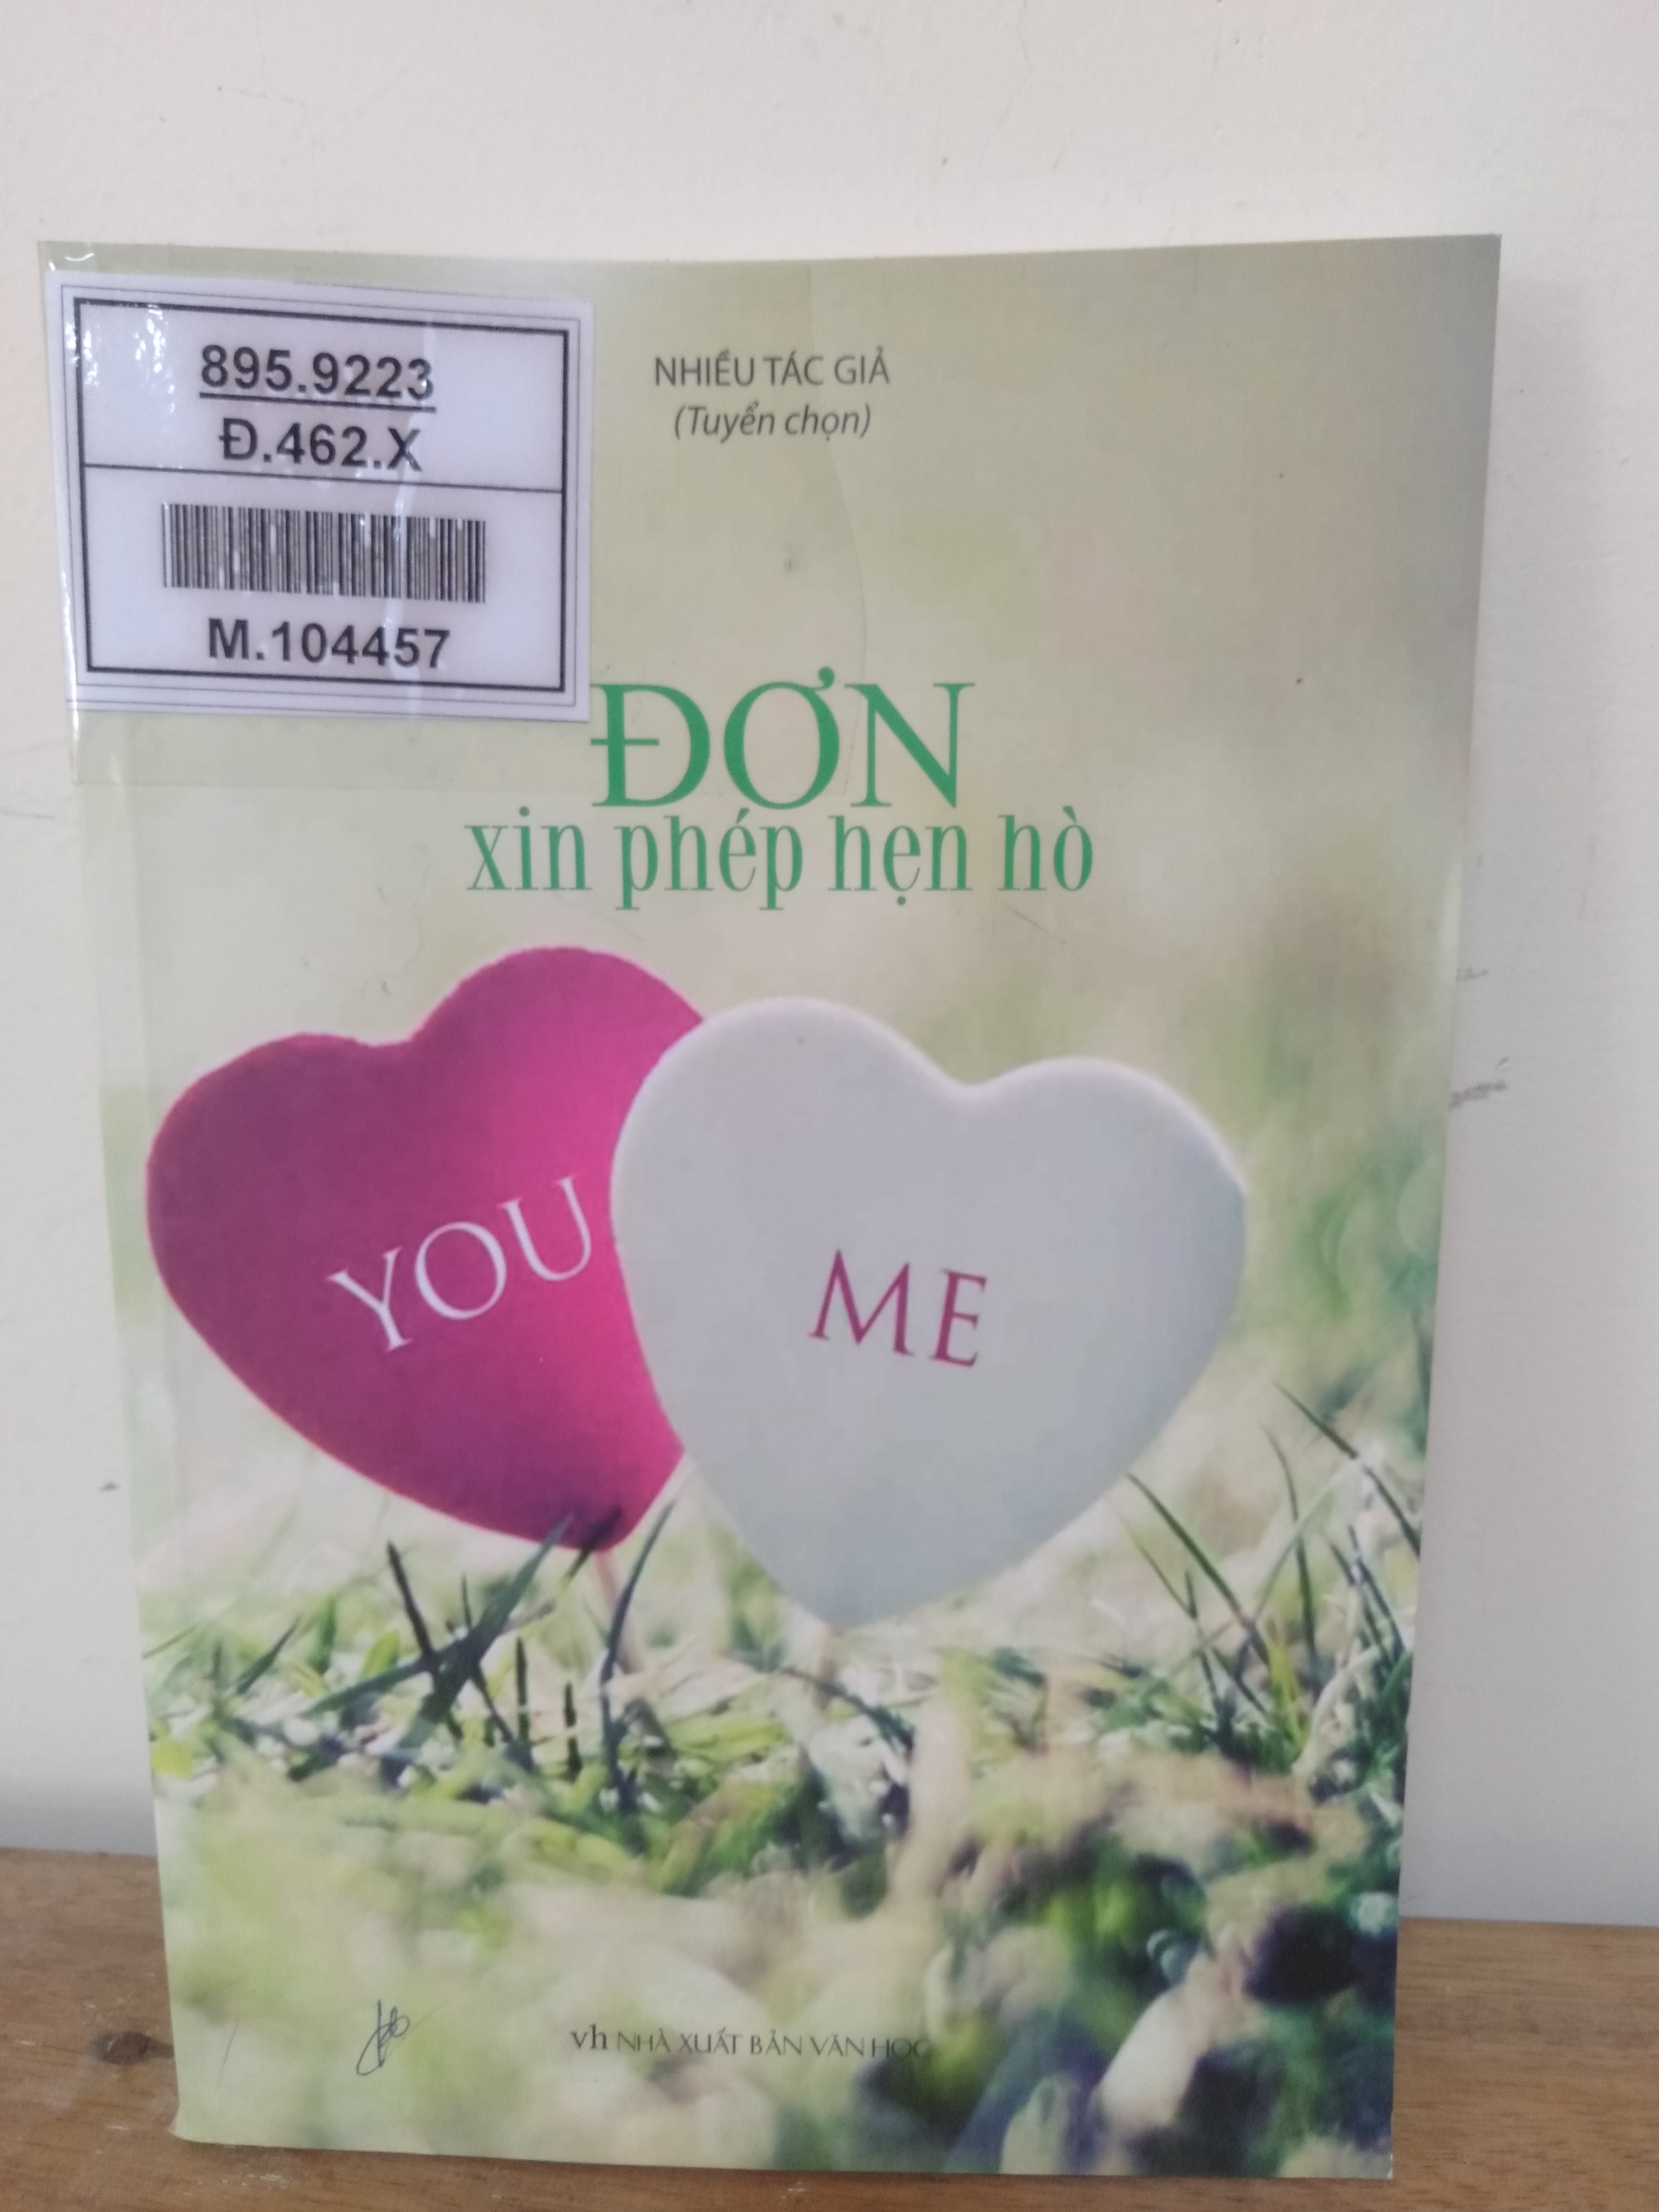 895.9223
Đ.462.X
M.104457
NHIỀU TÁC GIẢ
(Tuyển chọn)
ĐƠN
xin phép hẹn hò
YOU
ME
vh NHÀ XUẤT BẢN VĂN HỌC